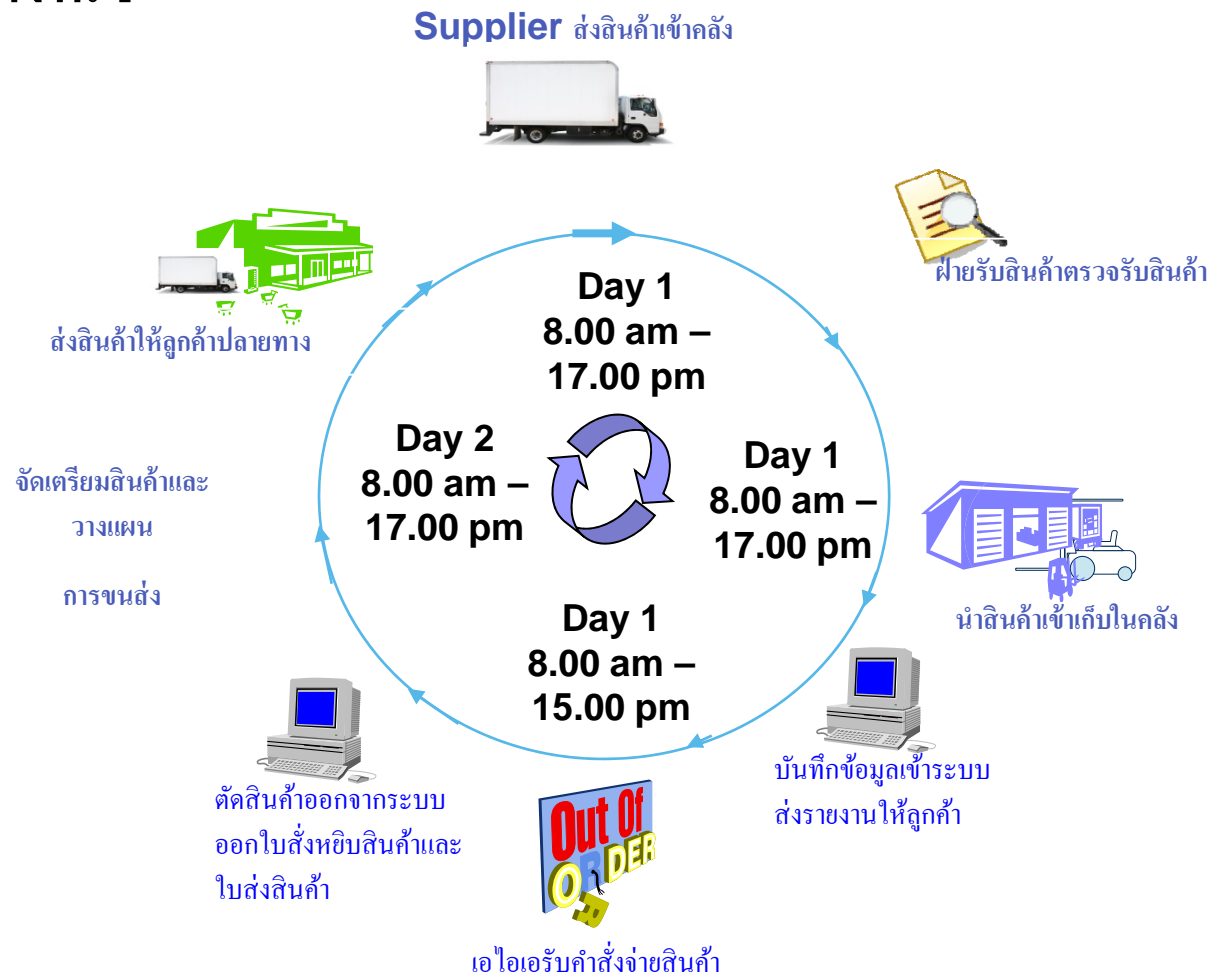 Supplier ส่งสินค้าเข้าคลัง
ฝ่ายรับสินค้าตรวจรับสินค้า
ส่งสินค้าให้ลูกค้าปลายทาง
Day 1
8.00 am –
17.00 pm
Day 2
8.00 am –
17.00 pm
Day 1
8.00 am –
17.00 pm
จัดเตรียมสินค้าและ
วางแผน
การขนส่ง
นำสินค้าเข้าเก็บในคลัง
Day 1
8.00 am –
15.00 pm
บันทึกข้อมูลเข้าระบบ
ส่งรายงานให้ลูกค้า
ตัดสินค้าออกจากระบบ
ออกใบสั่งหยิบสินค้าและ
ใบส่งสินค้า
Out Of
ORDER
เอไอเอรับคำสั่งจ่ายสินค้า